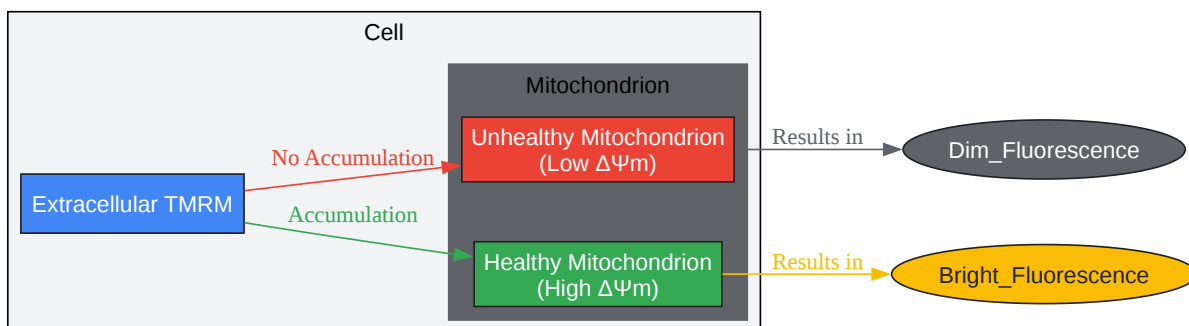 Cell
Mitochondrion
Unhealthy Mitochondrion
(Low ΔΨm)
Results in
Dim_Fluorescence
No Accumulation
Extracellular TMRM
Accumulation
Healthy Mitochondrion
(High ΔΨm)
Results in
Bright_Fluorescence